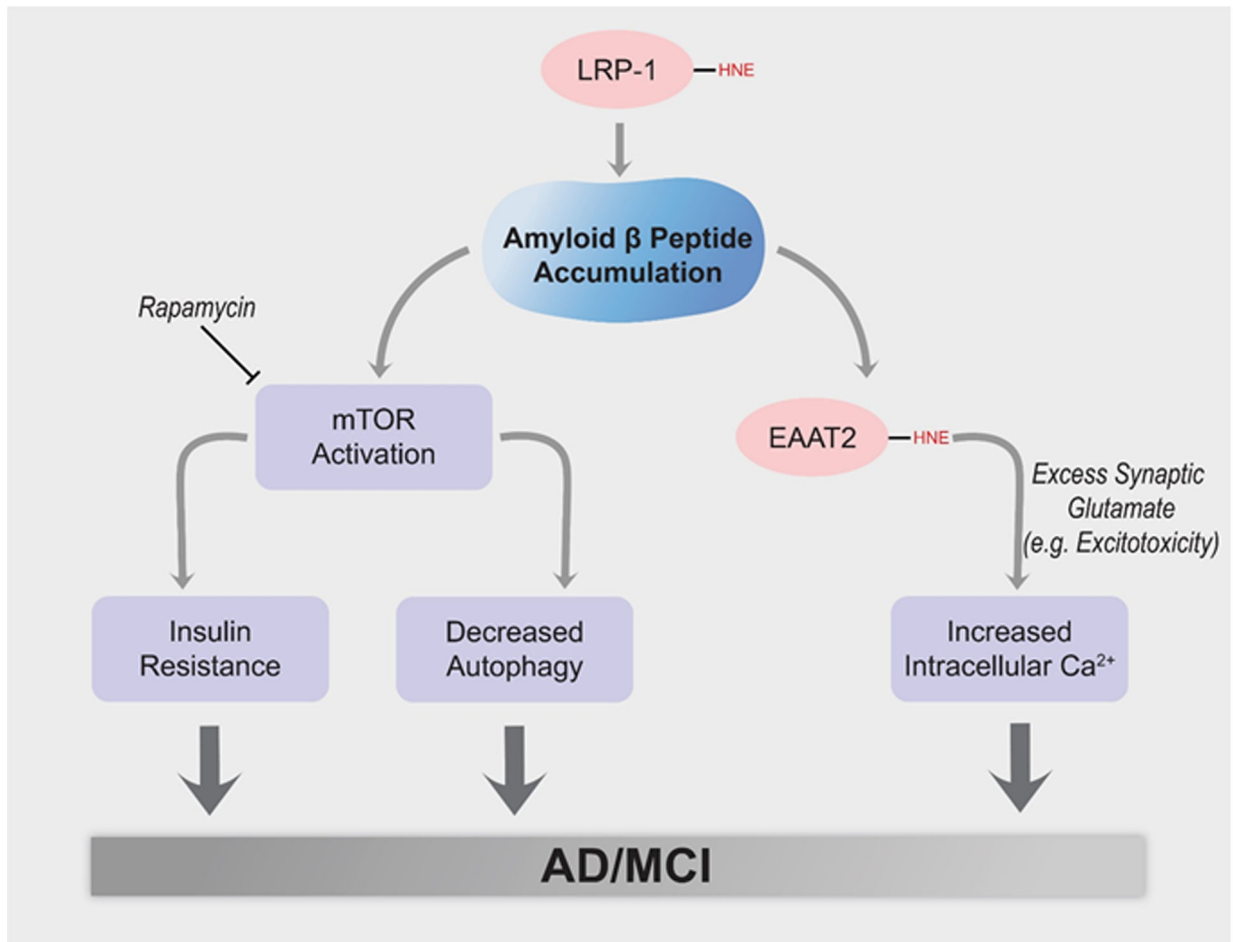 LRP-1
HNE
Amyloid β Peptide
Accumulation
Rapamycin
mTOR
Activation
EAAT2
HNE
Excess Synaptic
Glutamate
(e.g. Excitotoxicity)
Insulin
Resistance
Decreased
Autophagy
Increased
Intracellular Ca²⁺
AD/MCI